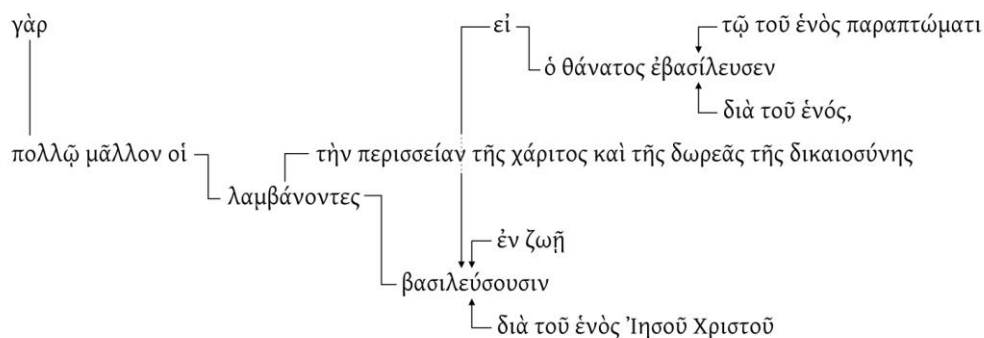 γὰρ
εἰ
τῷ τοῦ ἑνὸς παραπτώματι
ὁ θάνατος ἐβασίλευσεν
διὰ τοῦ ἑνός,
πολλῷ μᾶλλον οἱ
τὴν περισσείαν τῆς χάριτος καὶ τῆς δωρεᾶς τῆς δικαιοσύνης
λαμβάνοντες
ἐν ζωῇ
βασιλεύσουσιν
διὰ τοῦ ἑνὸς Ἰησοῦ Χριστοῦ